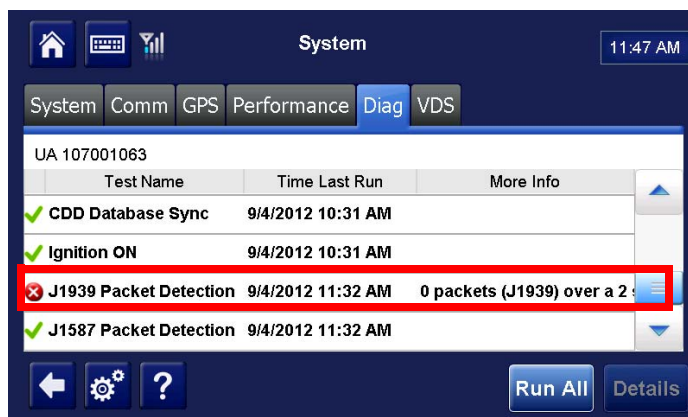 System
11:47 AM
System Comm GPS Performance Diag VDS
UA 107001063
Test Name Time Last Run More Info
CDD Database Sync 9/4/2012 10:31 AM
Ignition ON 9/4/2012 10:31 AM
J1939 Packet Detection 9/4/2012 11:32 AM 0 packets (J1939) over a 2
J1587 Packet Detection 9/4/2012 11:32 AM
? Run All Details